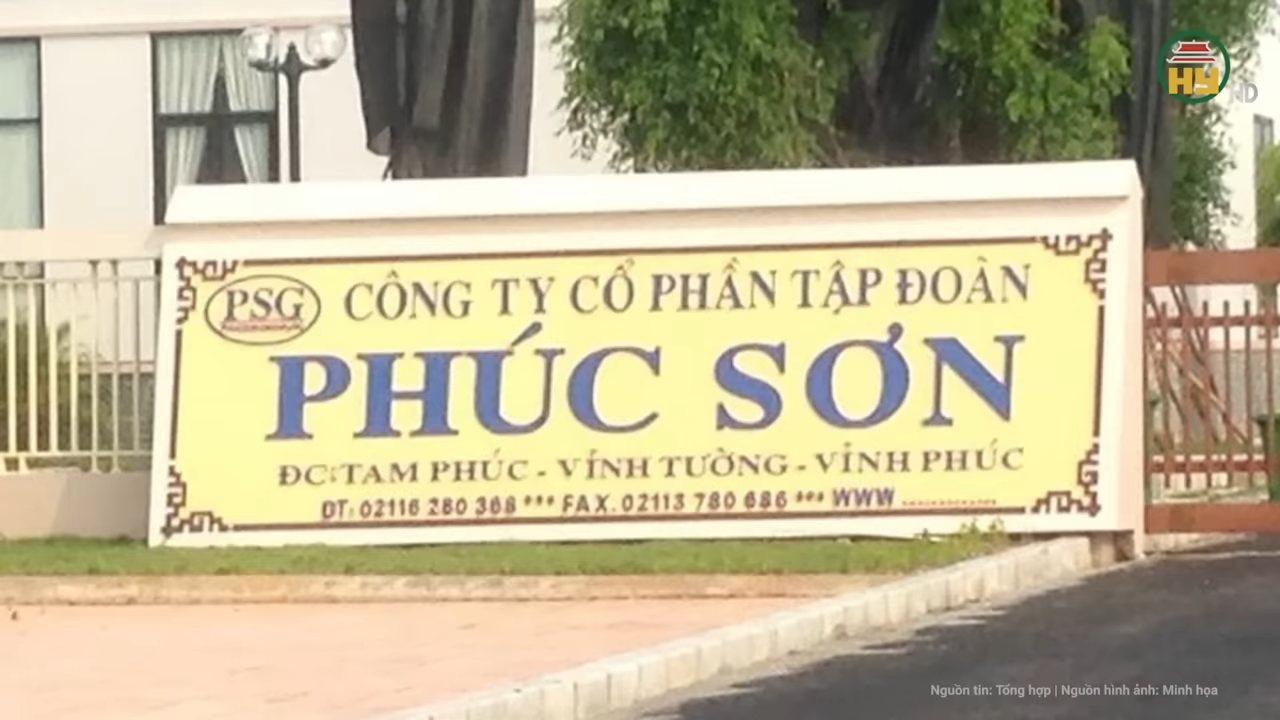 HY
HD
PSG
CÔNG TY CỔ PHẦN TẬP ĐOÀN
PHÚC SƠN
ĐC: TAM PHÚC - VĨNH TƯỜNG - VĨNH PHÚC
ĐT: 02116 280 368 *** FAX. 02113 780 686 *** WWW
Nguồn tin: Tổng hợp | Nguồn hình ảnh: Minh họa